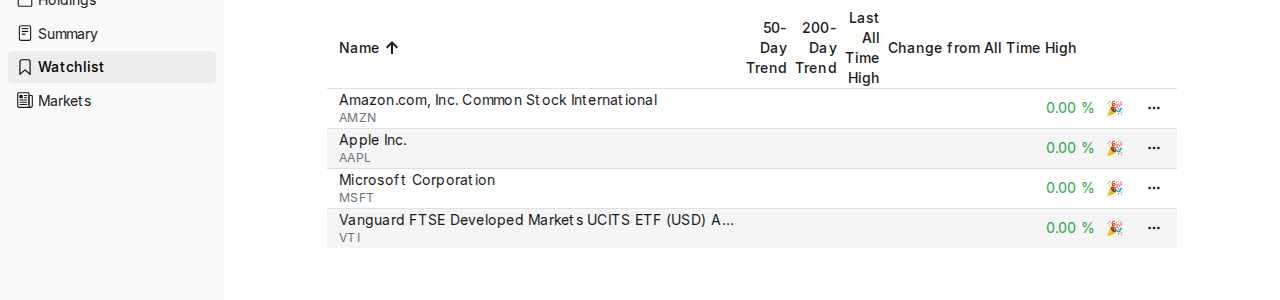 Holdings
Summary
Watchlist
Markets
Name
50-
Day
Trend
200-
Day
Trend
Last
All
Time
High
Change from All Time High
Amazon.com, Inc. Common Stock International
AMZN
0.00 %
Apple Inc.
AAPL
0.00 %
Microsoft Corporation
MSFT
0.00 %
Vanguard FTSE Developed Markets UCITS ETF (USD) A...
VTI
0.00 %